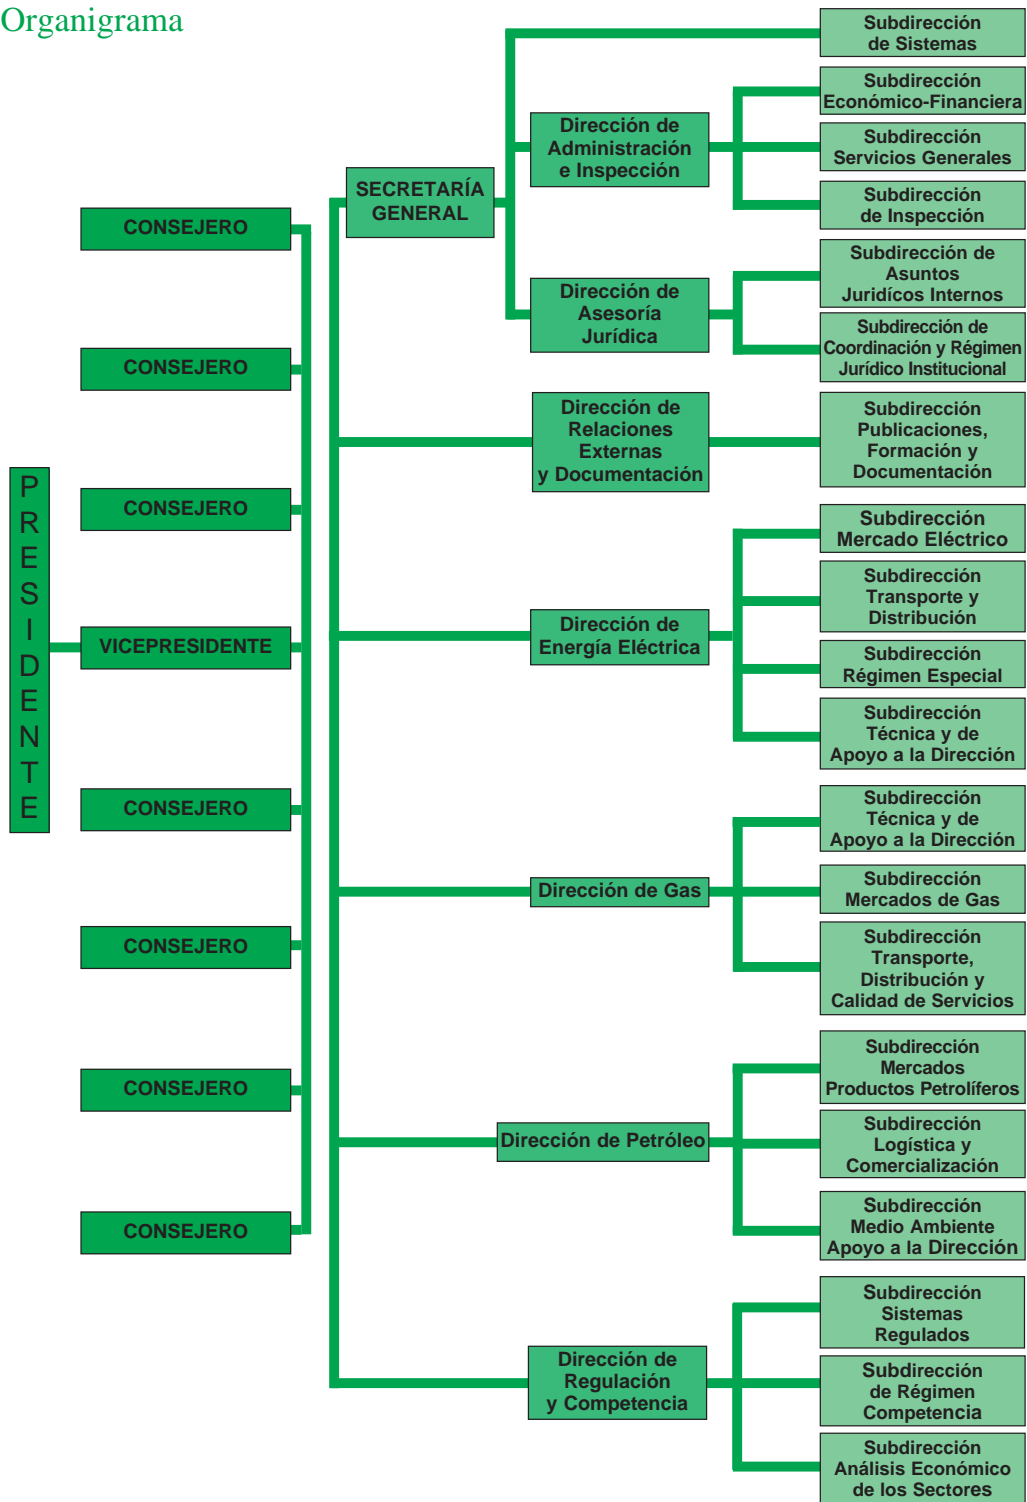 Organigrama
P
R
E
S
I
D
E
N
T
E
CONSEJERO
CONSEJERO
CONSEJERO
VICEPRESIDENTE
CONSEJERO
CONSEJERO
CONSEJERO
CONSEJERO
SECRETARÍA
GENERAL
Subdirección
de Sistemas
Dirección de
Administración
e Inspección
Subdirección
Económico-Financiera
Subdirección
Servicios Generales
Subdirección
de Inspección
Dirección de
Asesoría
Jurídica
Subdirección de
Asuntos
Juridícos Internos
Subdirección de
Coordinación y Régimen
Jurídico Institucional
Dirección de
Relaciones
Externas
y Documentación
Subdirección
Publicaciones,
Formación y
Documentación
Dirección de
Energía Eléctrica
Subdirección
Mercado Eléctrico
Subdirección
Transporte y
Distribución
Subdirección
Régimen Especial
Subdirección
Técnica y de
Apoyo a la Dirección
Dirección de Gas
Subdirección
Técnica y de
Apoyo a la Dirección
Subdirección
Mercados de Gas
Subdirección
Transporte,
Distribución y
Calidad de Servicios
Dirección de Petróleo
Subdirección
Mercados
Productos Petrolíferos
Subdirección
Logística y
Comercialización
Subdirección
Medio Ambiente
Apoyo a la Dirección
Dirección de
Regulación
y Competencia
Subdirección
Sistemas
Regulados
Subdirección
de Régimen
Competencia
Subdirección
Análisis Económico
de los Sectores